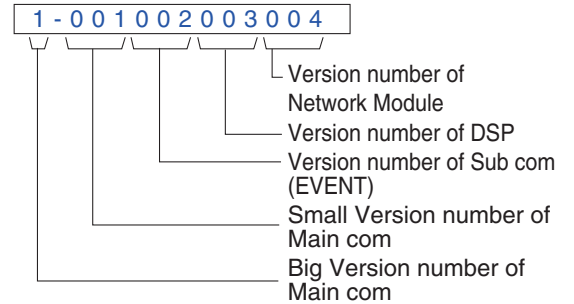 1-001002003004
Version number of
Network Module
Version number of DSP
Version number of Sub com
(EVENT)
Small Version number of
Main com
Big Version number of
Main com